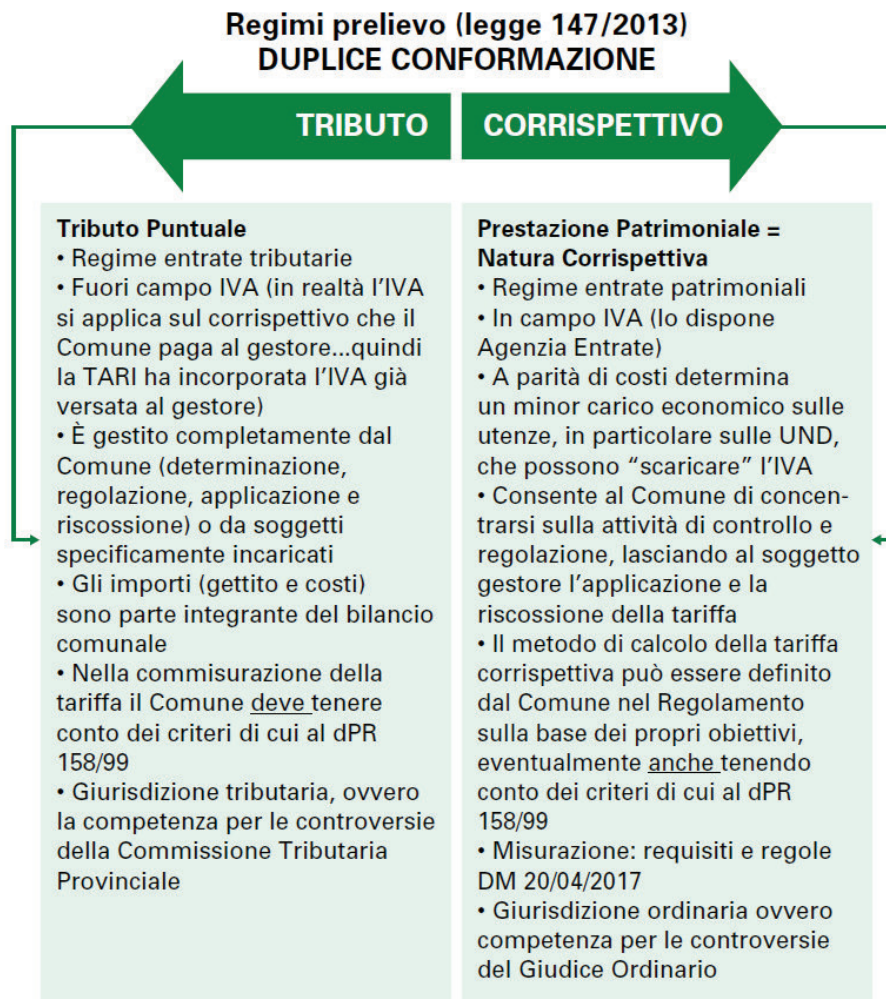 Regimi prelievo (legge 147/2013)
DUPLICE CONFORMAZIONE
TRIBUTO
CORRISPETTIVO
Tributo Puntuale
• Regime entrate tributarie
• Fuori campo IVA (in realtà l’IVA
si applica sul corrispettivo che il
Comune paga al gestore...quindi
la TARI ha incorporata l’IVA già
versata al gestore)
• È gestito completamente dal
Comune (determinazione,
regolazione, applicazione e
riscossione) o da soggetti
specificamente incaricati
• Gli importi (gettito e costi)
sono parte integrante del bilancio
comunale
• Nella commisurazione della
tariffa il Comune deve tenere
conto dei criteri di cui al dPR
158/99
• Giurisdizione tributaria, ovvero
la competenza per le controversie
della Commissione Tributaria
Provinciale
Prestazione Patrimoniale =
Natura Corrispettiva
• Regime entrate patrimoniali
• In campo IVA (lo dispone
Agenzia Entrate)
• A parità di costi determina
un minor carico economico sulle
utenze, in particolare sulle UND,
che possono “scaricare” l’IVA
• Consente al Comune di concen-
trarsi sulla attività di controllo e
regolazione, lasciando al soggetto
gestore l’applicazione e la
riscossione della tariffa
• Il metodo di calcolo della tariffa
corrispettiva può essere definito
dal Comune nel Regolamento
sulla base dei propri obiettivi,
eventualmente anche tenendo
conto dei criteri di cui al dPR
158/99
• Misurazione: requisiti e regole
DM 20/04/2017
• Giurisdizione ordinaria ovvero
competenza per le controversie
del Giudice Ordinario